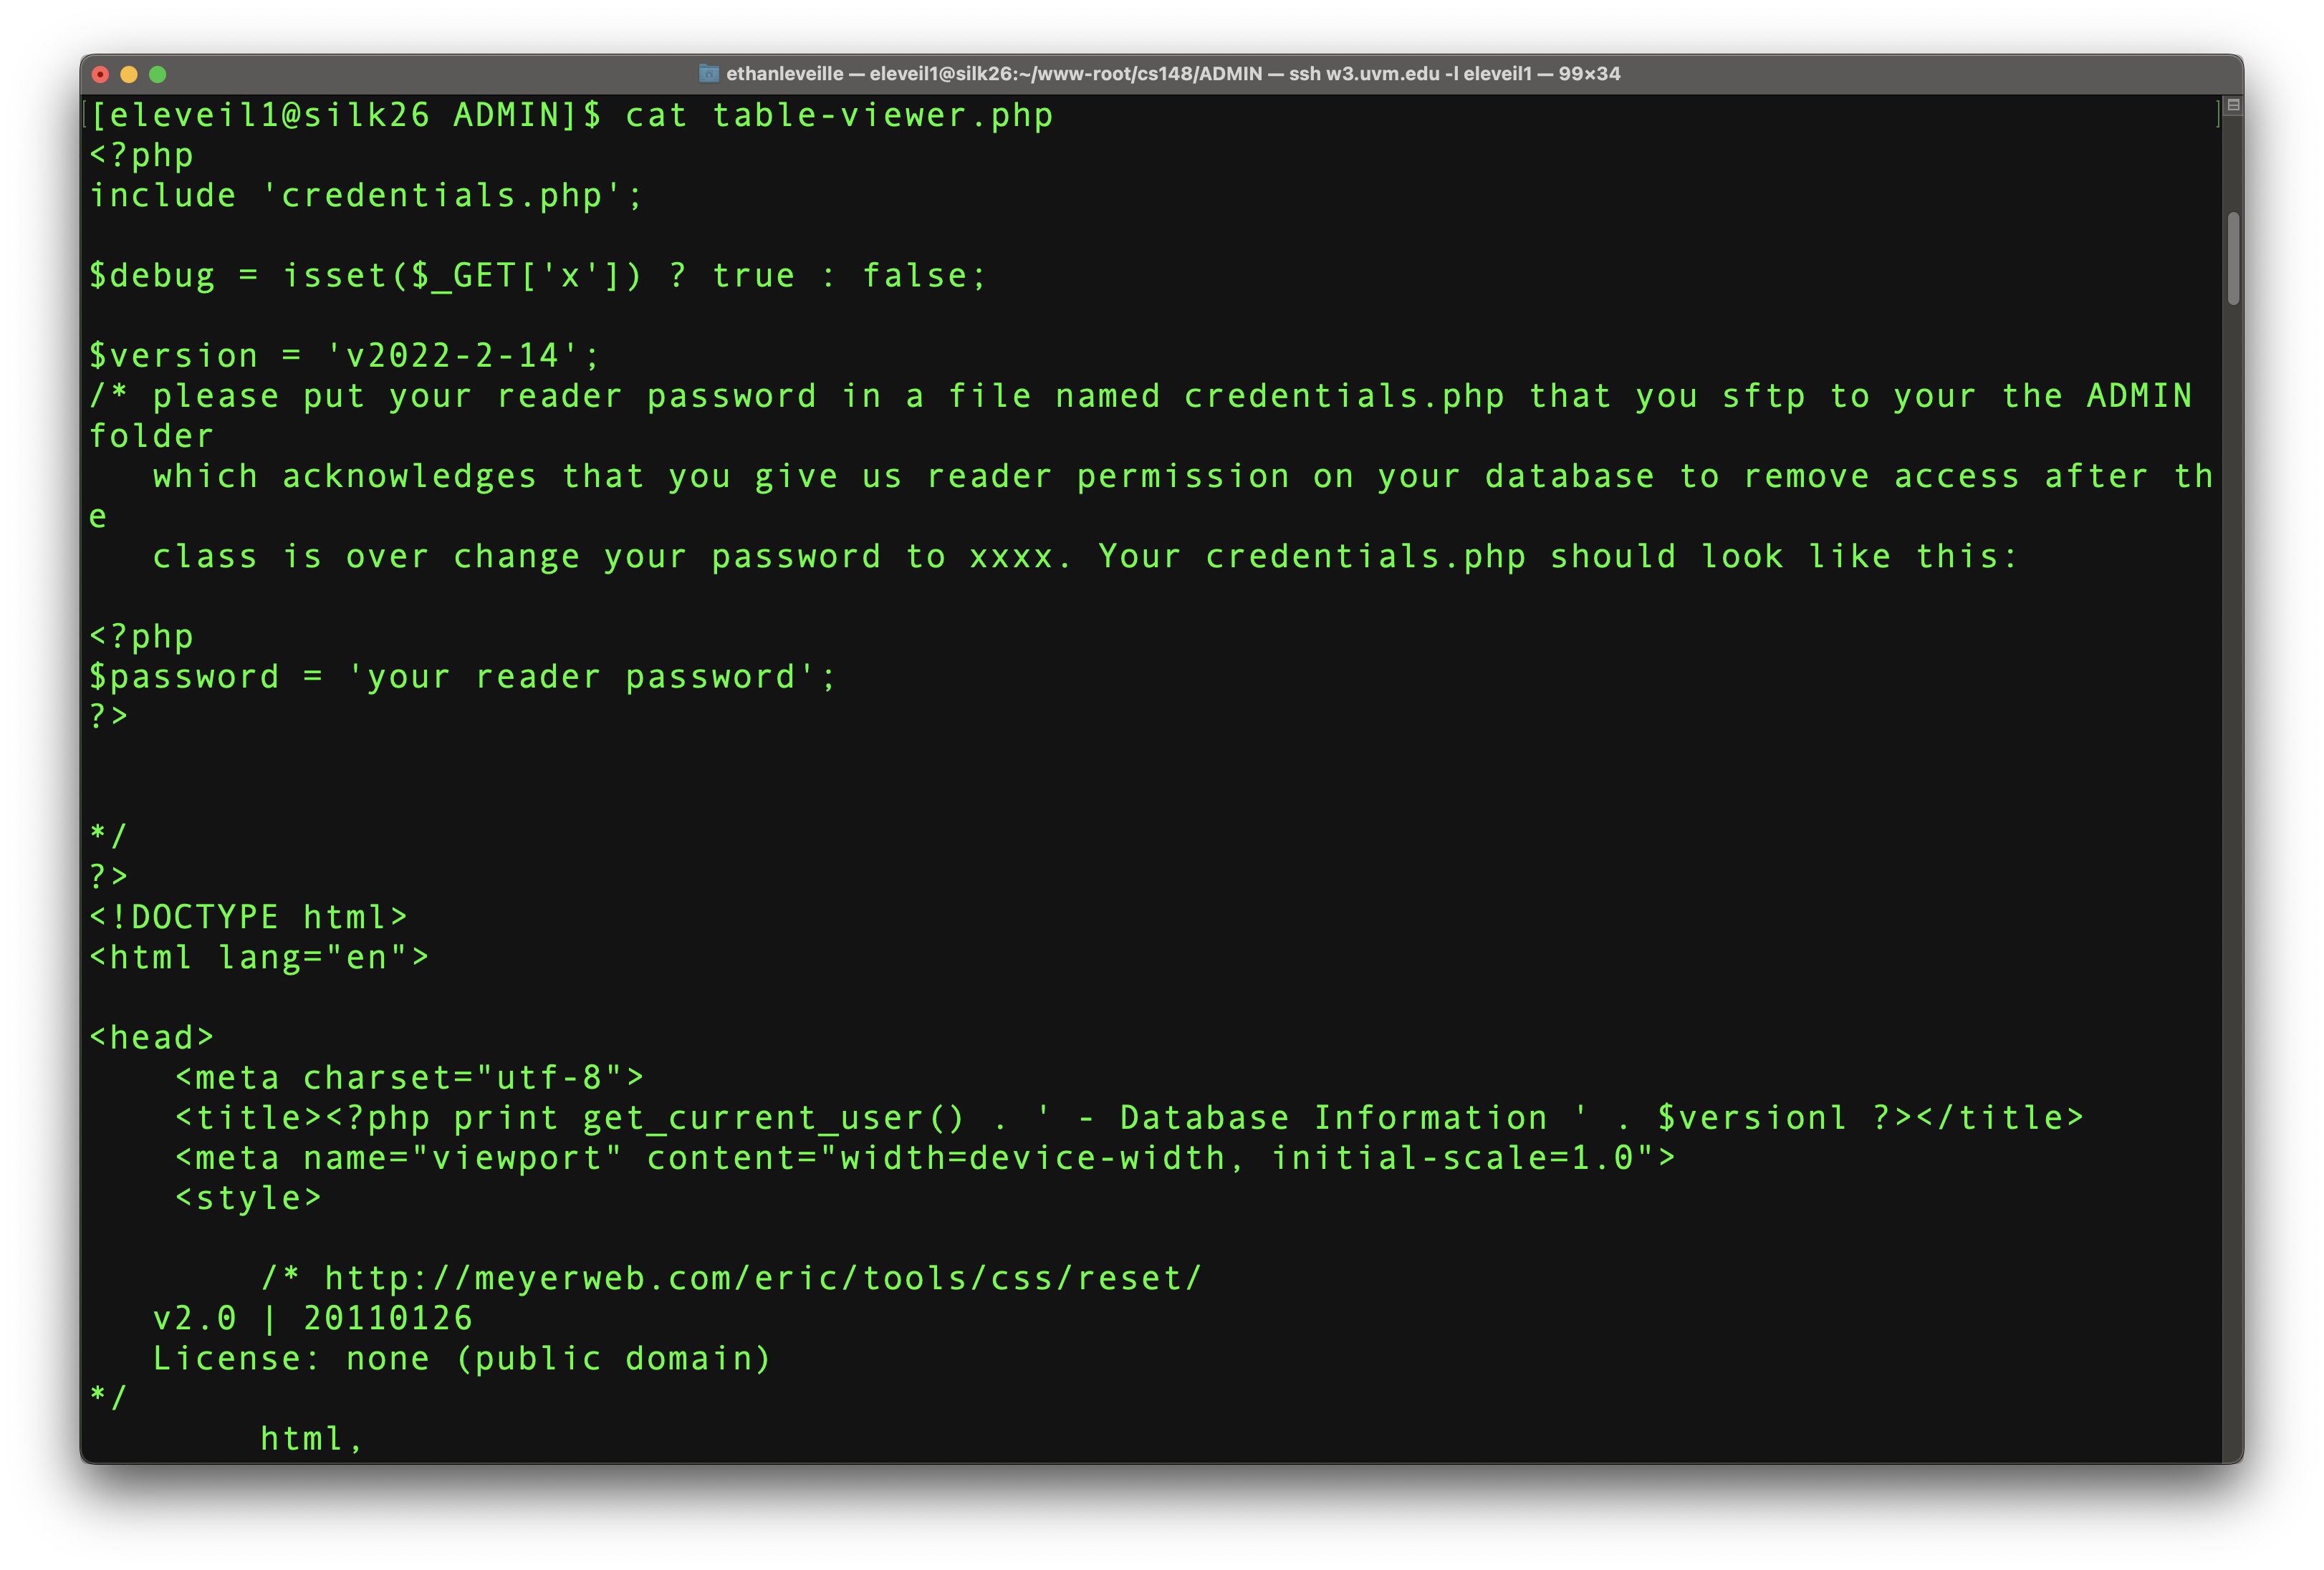 ethanleveille — eleveil1@silk26:~/www-root/cs148/ADMIN — ssh w3.uvm.edu -l eleveil1 — 99×34
[eleveil1@silk26 ADMIN]$ cat table-viewer.php
<?php
include 'credentials.php';
$debug = isset($_GET['x']) ? true : false;
$version = 'v2022-2-14';
/* please put your reader password in a file named credentials.php that you sftp to your the ADMIN
folder
   which acknowledges that you give us reader permission on your database to remove access after th
e
   class is over change your password to xxxx. Your credentials.php should look like this:
<?php
$password = 'your reader password';
?>
*/
?>
<!DOCTYPE html>
<html lang="en">
<head>
    <meta charset="utf-8">
    <title><?php print get_current_user() . ' - Database Information ' . $versionl ?></title>
    <meta name="viewport" content="width=device-width, initial-scale=1.0">
    <style>
        /* http://meyerweb.com/eric/tools/css/reset/
   v2.0 | 20110126
   License: none (public domain)
*/
        html,